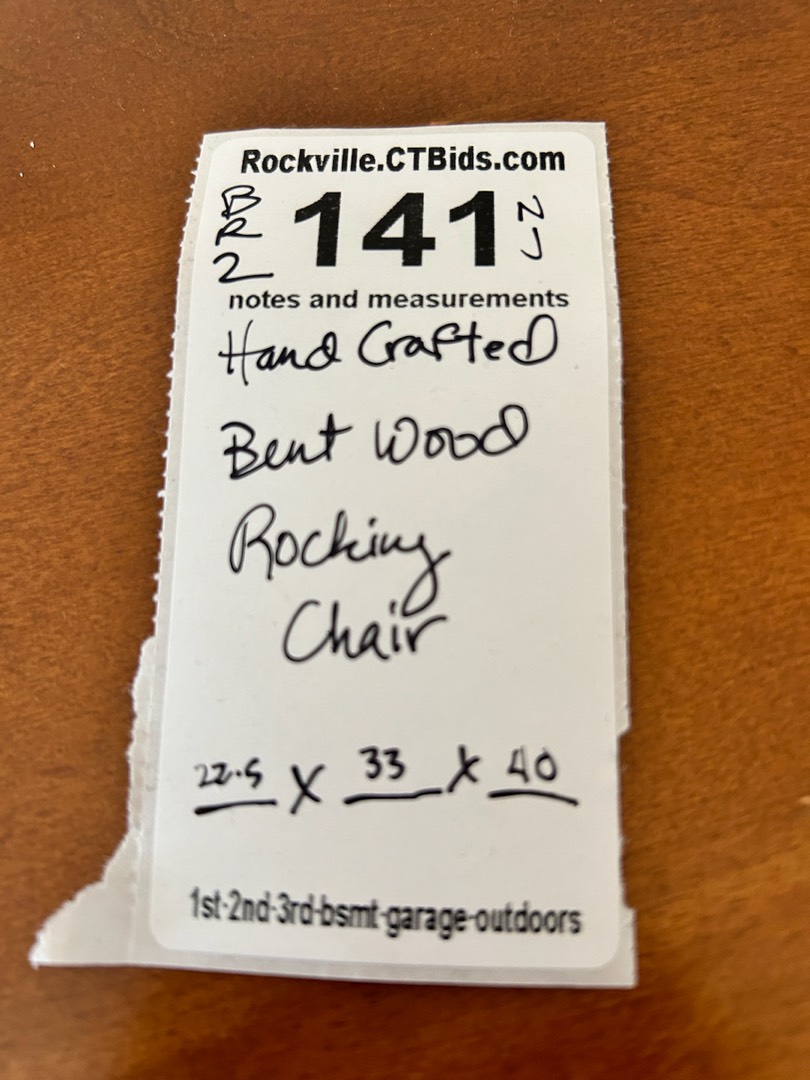 Rockville.CTBids.com
BR2 141 NJ
notes and measurements
Hand Crafted
Bent Wood
Rocking
Chair
22.5 X 33 X 40
1st-2nd-3rd-bsmt-garage-outdoors